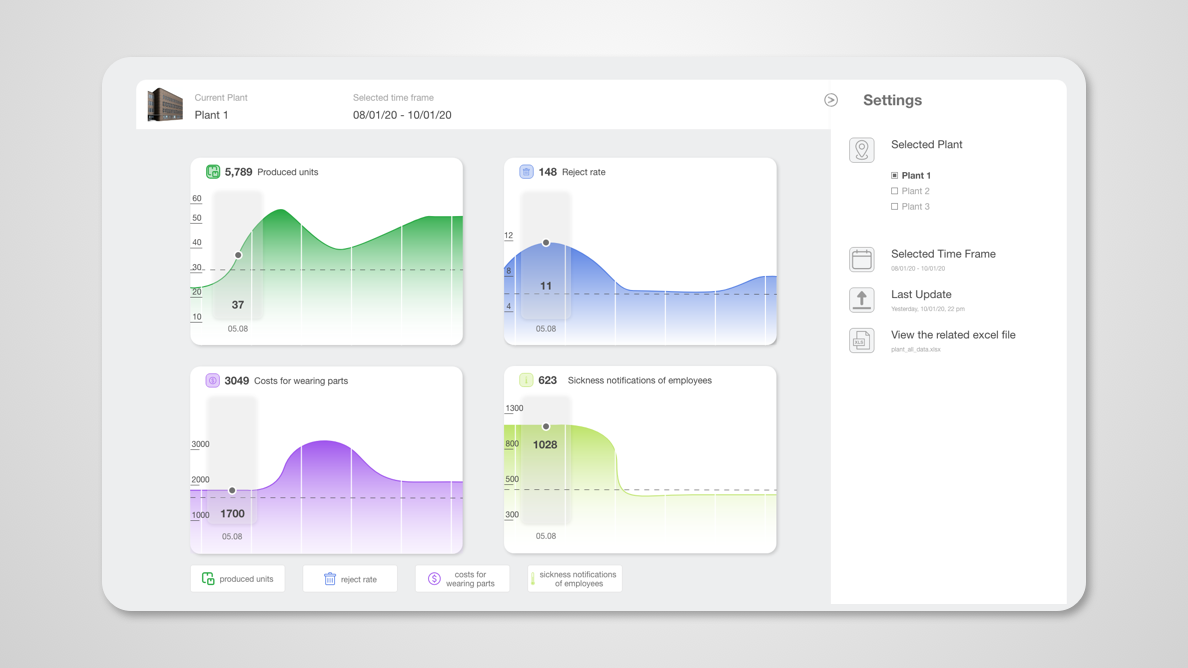 Current Plant
Plant 1
Selected time frame
08/01/20 - 10/01/20
Settings
5,789 Produced units
60
50
40
30
20
10
37
05.08
148 Reject rate
12
8
4
11
05.08
3049 Costs for wearing parts
3000
2000
1000
1700
05.08
623 Sickness notifications of employees
1300
800
500
300
1028
05.08
produced units
reject rate
costs for
wearing parts
sickness notifications
of employees
Selected Plant
Plant 1
Plant 2
Plant 3
Selected Time Frame
08/01/20 - 10/01/20
Last Update
Yesterday, 10/01/20, 22 pm
View the related excel file
XLS
plant_all_data.xlsx